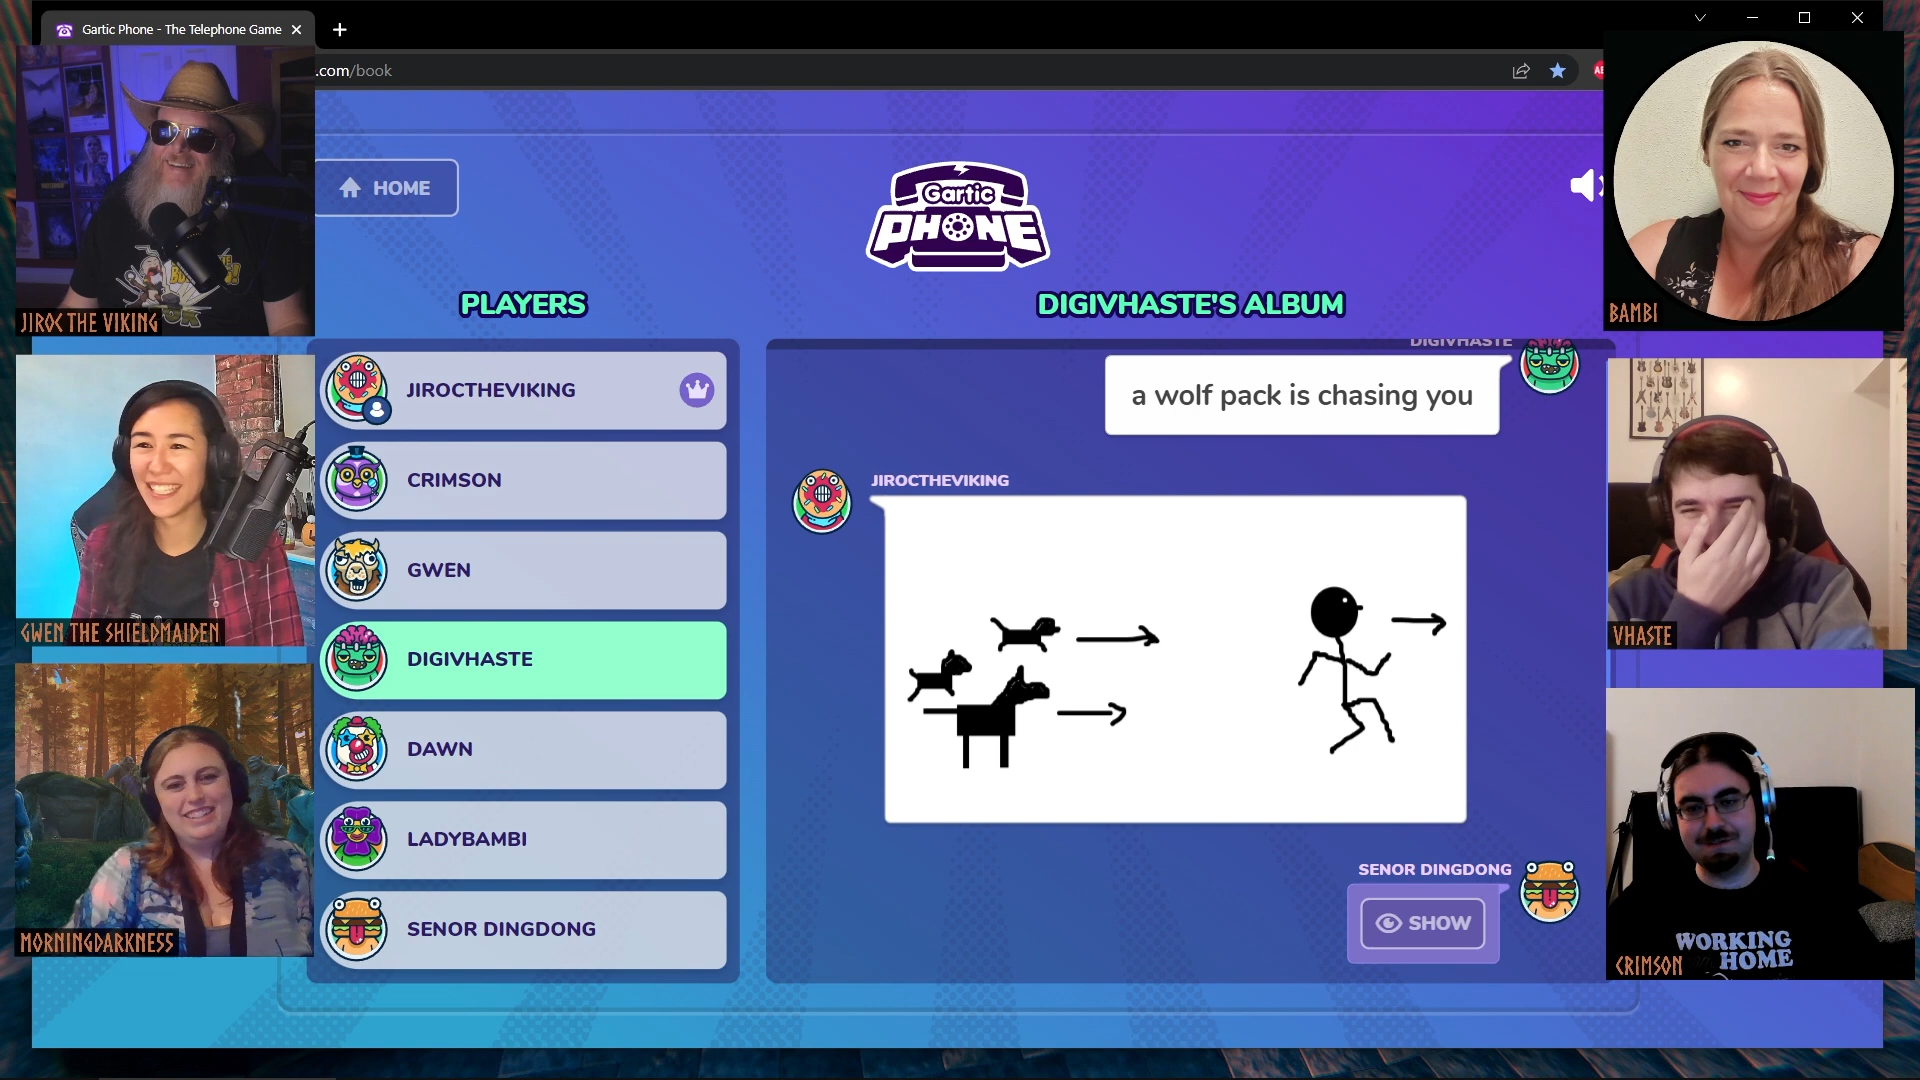 Gartic Phone - The Telephone Game
.com/book
HOME
Gartic
PHONE
PLAYERS
DIGIVHASTE'S ALBUM
JIROCTHEVIKING
CRIMSON
GWEN
DIGIVHASTE
DAWN
LADYBAMBI
SENOR DINGDONG
DIGIVHASTE
a wolf pack is chasing you
JIROCTHEVIKING
SENOR DINGDONG
SHOW
JIROC THE VIKING
GWEN THE SHIELDMAIDEN
MORNINGDARKNESS
BAMBI
VHASTE
WORKING
HOME
CRIMSON